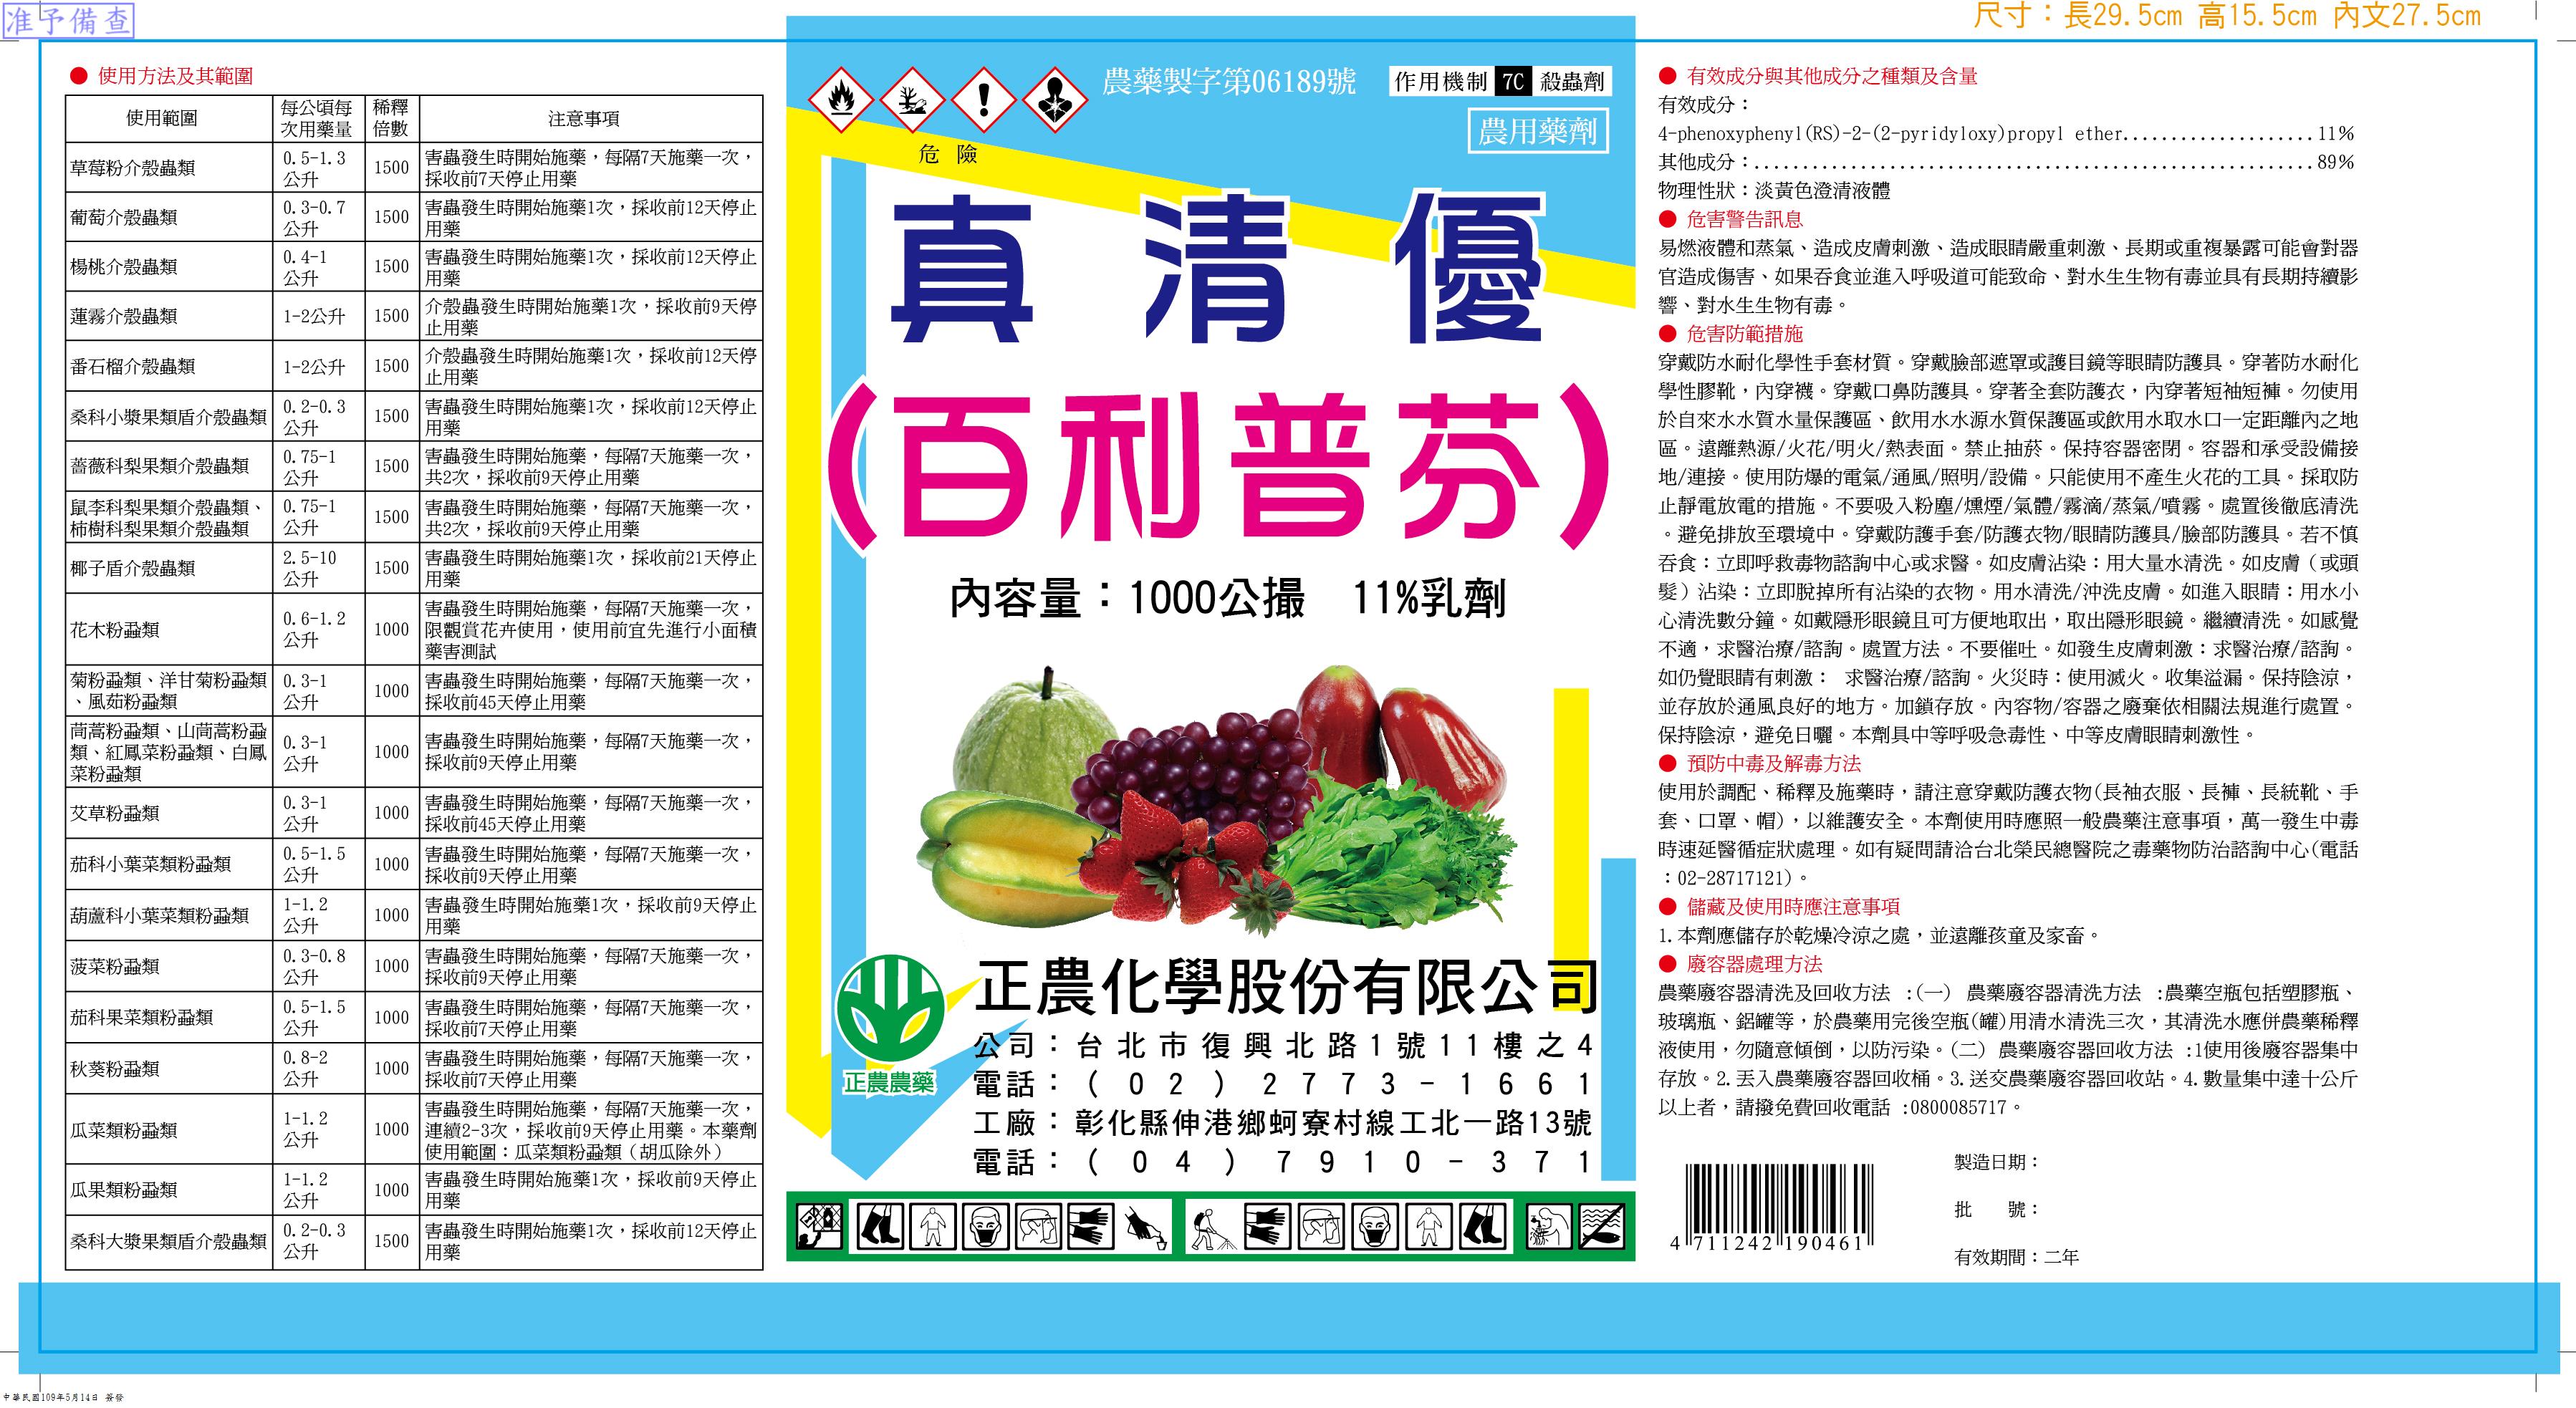 准予備查
尺寸：長29.5cm 高15.5cm 內文27.5cm
● 使用方法及其範圍
使用範圍 每公頃每次用藥量 稀釋倍數 注意事項
草莓粉介殼蟲類 0.5-1.3公升 1500 害蟲發生時開始施藥，每隔7天施藥一次，採收前7天停止用藥
葡萄介殼蟲類 0.3-0.7公升 1500 害蟲發生時開始施藥1次，採收前12天停止用藥
楊桃介殼蟲類 0.4-1公升 1500 害蟲發生時開始施藥1次，採收前12天停止用藥
蓮霧介殼蟲類 1-2公升 1500 介殼蟲發生時開始施藥1次，採收前9天停止用藥
番石榴介殼蟲類 1-2公升 1500 介殼蟲發生時開始施藥1次，採收前12天停止用藥
桑科小漿果類盾介殼蟲類 0.2-0.3公升 1500 害蟲發生時開始施藥1次，採收前12天停止用藥
薔薇科梨果類介殼蟲類 0.75-1公升 1500 害蟲發生時開始施藥，每隔7天施藥一次，共2次，採收前9天停止用藥
鼠李科梨果類介殼蟲類、柿樹科梨果類介殼蟲類 0.75-1公升 1500 害蟲發生時開始施藥，每隔7天施藥一次，共2次，採收前9天停止用藥
椰子盾介殼蟲類 2.5-10公升 1500 害蟲發生時開始施藥1次，採收前21天停止用藥
花木粉蝨類 0.6-1.2公升 1000 害蟲發生時開始施藥，每隔7天施藥一次，限觀賞花卉使用，使用前宜先進行小面積藥害測試
菊粉蝨類、洋甘菊粉蝨類、風茹粉蝨類 0.3-1公升 1000 害蟲發生時開始施藥，每隔7天施藥一次，採收前45天停止用藥
茼蒿粉蝨類、山茼蒿粉蝨類、紅鳳菜粉蝨類、白鳳菜粉蝨類 0.3-1公升 1000 害蟲發生時開始施藥，每隔7天施藥一次，採收前9天停止用藥
艾草粉蝨類 0.3-1公升 1000 害蟲發生時開始施藥，每隔7天施藥一次，採收前45天停止用藥
茄科小葉菜類粉蝨類 0.5-1.5公升 1000 害蟲發生時開始施藥，每隔7天施藥一次，採收前9天停止用藥
葫蘆科小葉菜類粉蝨類 1-1.2公升 1000 害蟲發生時開始施藥1次，採收前9天停止用藥
菠菜粉蝨類 0.3-0.8公升 1000 害蟲發生時開始施藥，每隔7天施藥一次，採收前9天停止用藥
茄科果菜類粉蝨類 0.5-1.5公升 1000 害蟲發生時開始施藥，每隔7天施藥一次，採收前7天停止用藥
秋葵粉蝨類 0.8-2公升 1000 害蟲發生時開始施藥，每隔7天施藥一次，採收前7天停止用藥
瓜菜類粉蝨類 1-1.2公升 1000 害蟲發生時開始施藥，每隔7天施藥一次，連續2-3次，採收前9天停止用藥。本藥劑使用範圍：瓜菜類粉蝨類（胡瓜除外）
瓜果類粉蝨類 1-1.2公升 1000 害蟲發生時開始施藥1次，採收前9天停止用藥
桑科大漿果類盾介殼蟲類 0.2-0.3公升 1500 害蟲發生時開始施藥1次，採收前12天停止用藥
農藥製字第06189號 作用機制 7C 殺蟲劑
農用藥劑
危險
真清優
(百利普芬)
內容量：1000公撮 11%乳劑
正農農藥
正農化學股份有限公司
公司：台北市復興北路1號11樓之4
電話：(02)2773-1661
工廠：彰化縣伸港鄉蚵寮村線工北一路13號
電話：(04)7910-371
● 有效成分與其他成分之種類及含量
有效成分：
4-phenoxyphenyl(RS)-2-(2-pyridyloxy)propyl ether....................11%
其他成分：........................................................89%
物理性狀：淡黃色澄清液體
● 危害警告訊息
易燃液體和蒸氣、造成皮膚刺激、造成眼睛嚴重刺激、長期或重複暴露可能會對器
官造成傷害、如果吞食並進入呼吸道可能致命、對水生生物有毒並具有長期持續影
響、對水生生物有毒。
● 危害防範措施
穿戴防水耐化學性手套材質。穿戴臉部遮罩或護目鏡等眼睛防護具。穿著防水耐化
學性膠靴，內穿襪。穿戴口鼻防護具。穿著全套防護衣，內穿著短袖短褲。勿使用
於自來水水質水量保護區、飲用水水源水質保護區或飲用水取水口一定距離內之地
區。遠離熱源/火花/明火/熱表面。禁止抽菸。保持容器密閉。容器和承受設備接
地/連接。使用防爆的電氣/通風/照明/設備。只能使用不產生火花的工具。採取防
止靜電放電的措施。不要吸入粉塵/燻煙/氣體/霧滴/蒸氣/噴霧。處置後徹底清洗
。避免排放至環境中。穿戴防護手套/防護衣物/眼睛防護具/臉部防護具。若不慎
吞食：立即呼救毒物諮詢中心或求醫。如皮膚沾染：用大量水清洗。如皮膚（或頭
髮）沾染：立即脫掉所有沾染的衣物。用水清洗/沖洗皮膚。如進入眼睛：用水小
心清洗數分鐘。如戴隱形眼鏡且可方便地取出，取出隱形眼鏡。繼續清洗。如感覺
不適，求醫治療/諮詢。處置方法。不要催吐。如發生皮膚刺激：求醫治療/諮詢。
如仍覺眼睛有刺激： 求醫治療/諮詢。火災時：使用滅火。收集溢漏。保持陰涼，
並存放於通風良好的地方。加鎖存放。內容物/容器之廢棄依相關法規進行處置。
保持陰涼，避免日曬。本劑具中等呼吸急毒性、中等皮膚眼睛刺激性。
● 預防中毒及解毒方法
使用於調配、稀釋及施藥時，請注意穿戴防護衣物(長袖衣服、長褲、長統靴、手
套、口罩、帽)，以維護安全。本劑使用時應照一般農藥注意事項，萬一發生中毒
時速延醫循症狀處理。如有疑問請洽台北榮民總醫院之毒藥物防治諮詢中心(電話
：02-28717121)。
● 儲藏及使用時應注意事項
1.本劑應儲存於乾燥冷涼之處，並遠離孩童及家畜。
● 廢容器處理方法
農藥廢容器清洗及回收方法 :(一) 農藥廢容器清洗方法 :農藥空瓶包括塑膠瓶、
玻璃瓶、鋁罐等，於農藥用完後空瓶(罐)用清水清洗三次，其清洗水應併農藥稀釋
液使用，勿隨意傾倒，以防污染。(二) 農藥廢容器回收方法 :1使用後廢容器集中
存放。2.丟入農藥廢容器回收桶。3.送交農藥廢容器回收站。4.數量集中達十公斤
以上者，請撥免費回收電話 :0800085717。
製造日期：
批 號：
有效期間：二年
4 711242 190461
中華民國109年5月14日 簽發